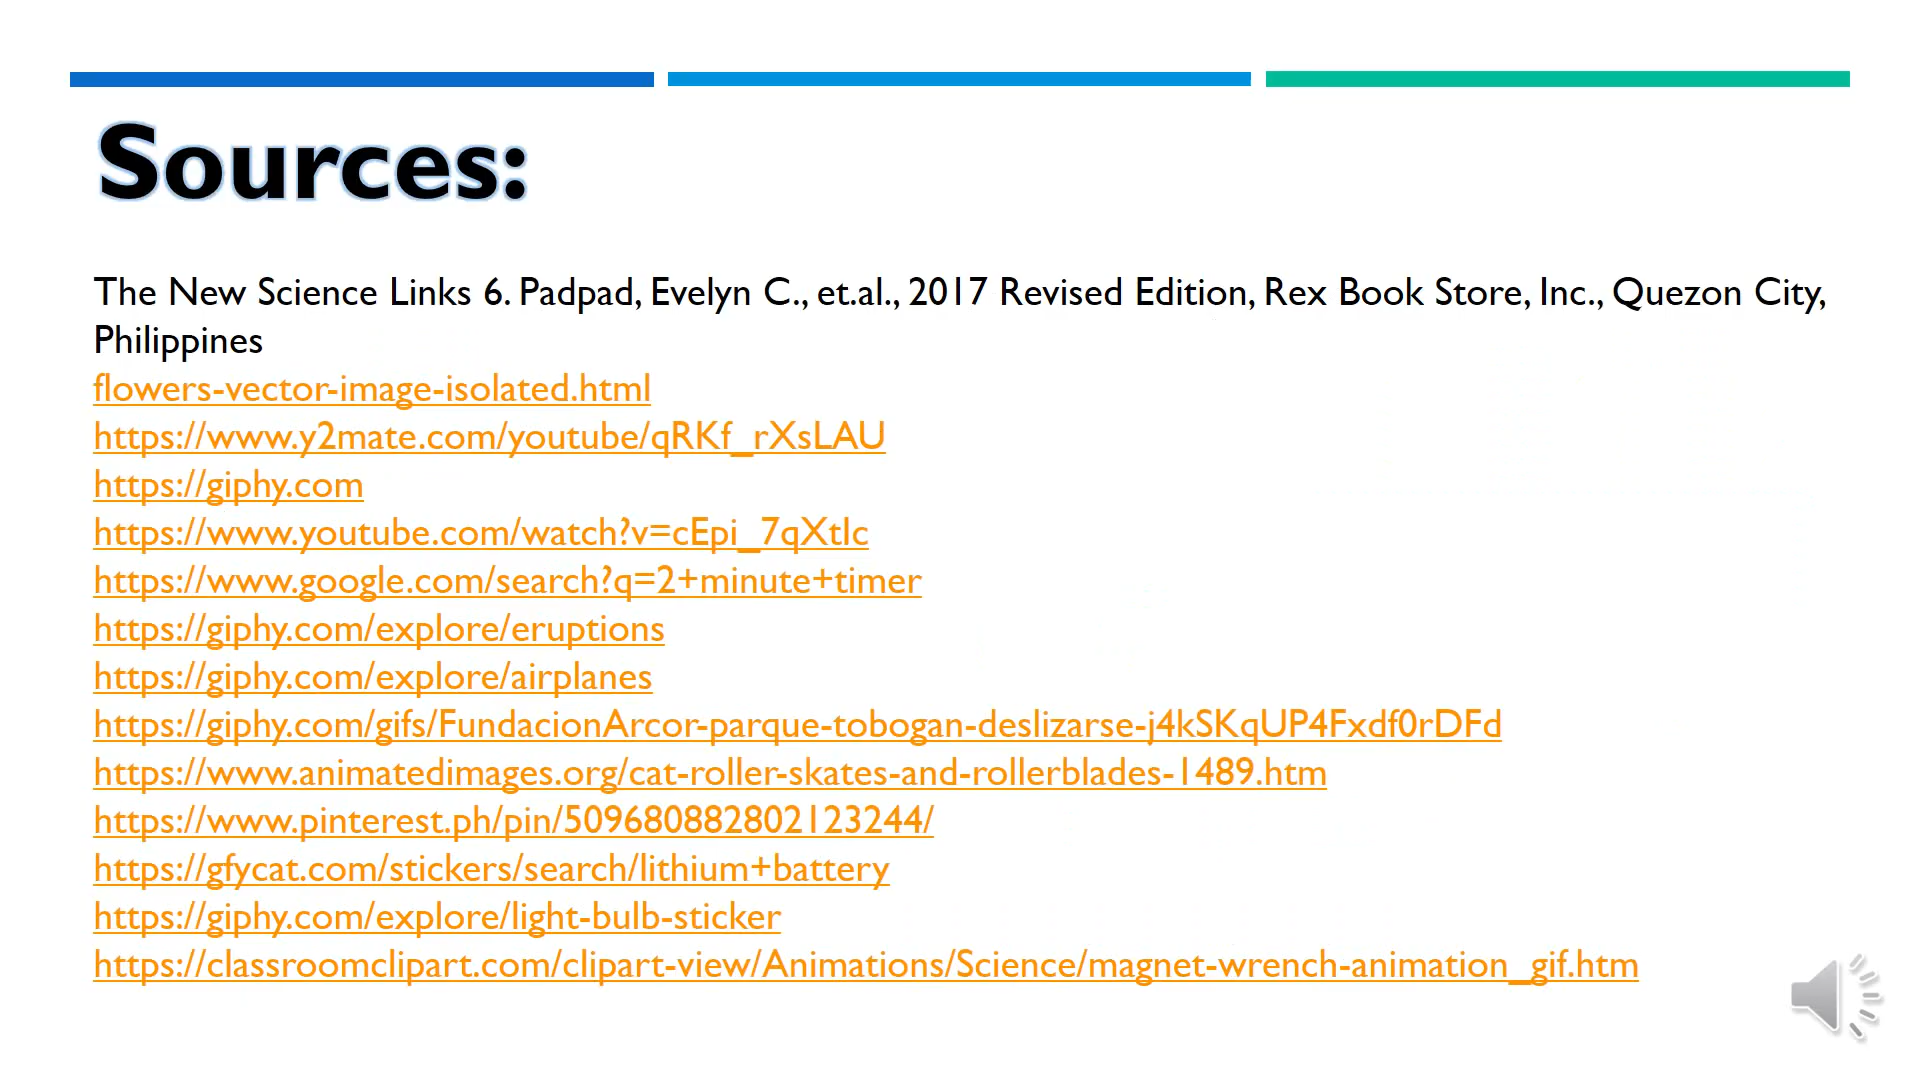 Sources:
The New Science Links 6. Padpad, Evelyn C., et.al., 2017 Revised Edition, Rex Book Store, Inc., Quezon City,
Philippines
flowers-vector-image-isolated.html
https://www.y2mate.com/youtube/qRKf_rXsLAU
https://giphy.com
https://www.youtube.com/watch?v=cEpi_7qXtIc
https://www.google.com/search?q=2+minute+timer
https://giphy.com/explore/eruptions
https://giphy.com/explore/airplanes
https://giphy.com/gifs/FundacionArcor-parque-tobogan-deslizarse-j4kSKqUP4Fxdf0rDFd
https://www.animatedimages.org/cat-roller-skates-and-rollerblades-1489.htm
https://www.pinterest.ph/pin/509680882802123244/
https://gfycat.com/stickers/search/lithium+battery
https://giphy.com/explore/light-bulb-sticker
https://classroomclipart.com/clipart-view/Animations/Science/magnet-wrench-animation_gif.htm